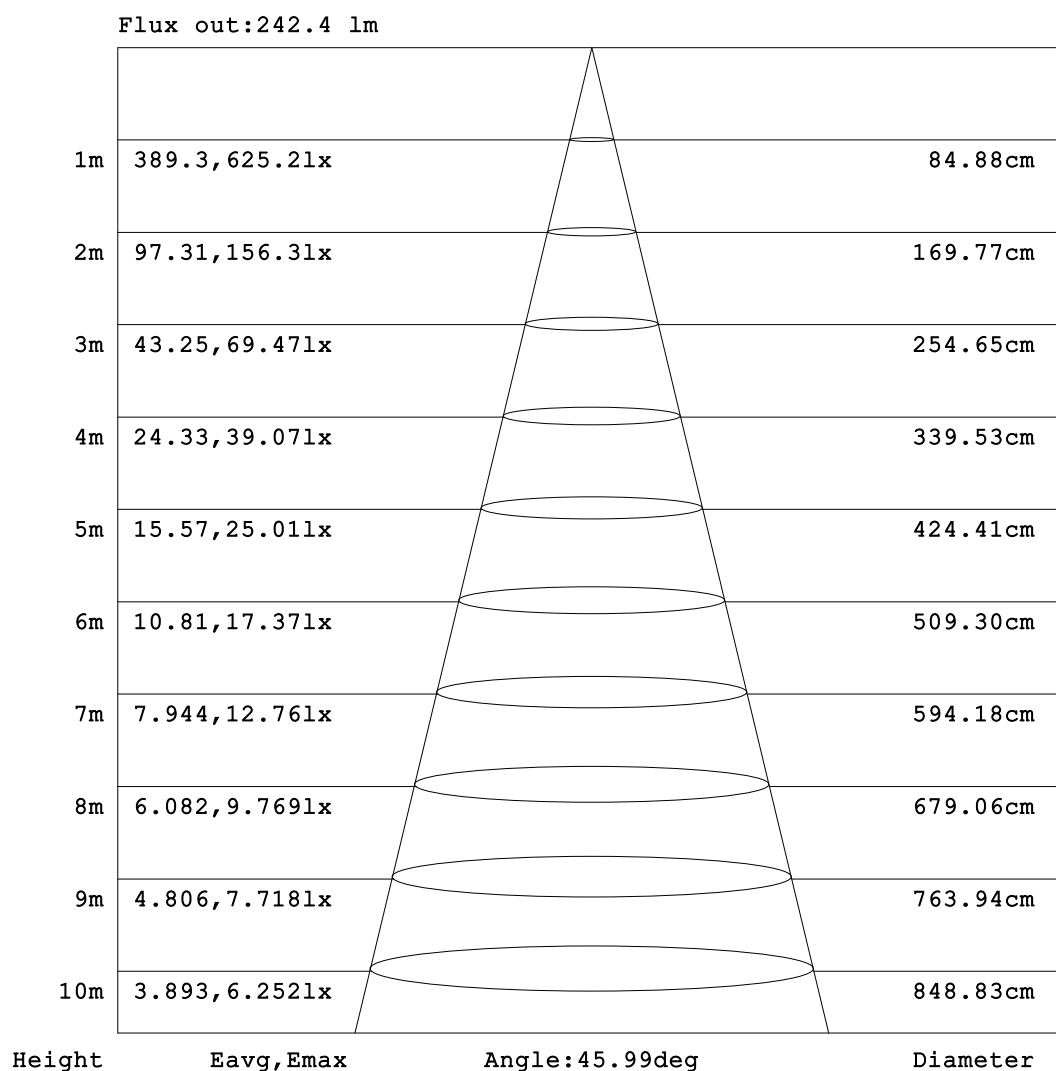 Flux out:242.4 lm
1m 389.3,625.2lx 84.88cm
2m 97.31,156.3lx 169.77cm
3m 43.25,69.47lx 254.65cm
4m 24.33,39.07lx 339.53cm
5m 15.57,25.01lx 424.41cm
6m 10.81,17.37lx 509.30cm
7m 7.944,12.76lx 594.18cm
8m 6.082,9.769lx 679.06cm
9m 4.806,7.718lx 763.94cm
10m 3.893,6.252lx 848.83cm
Height Eavg,Emax Angle:45.99deg Diameter